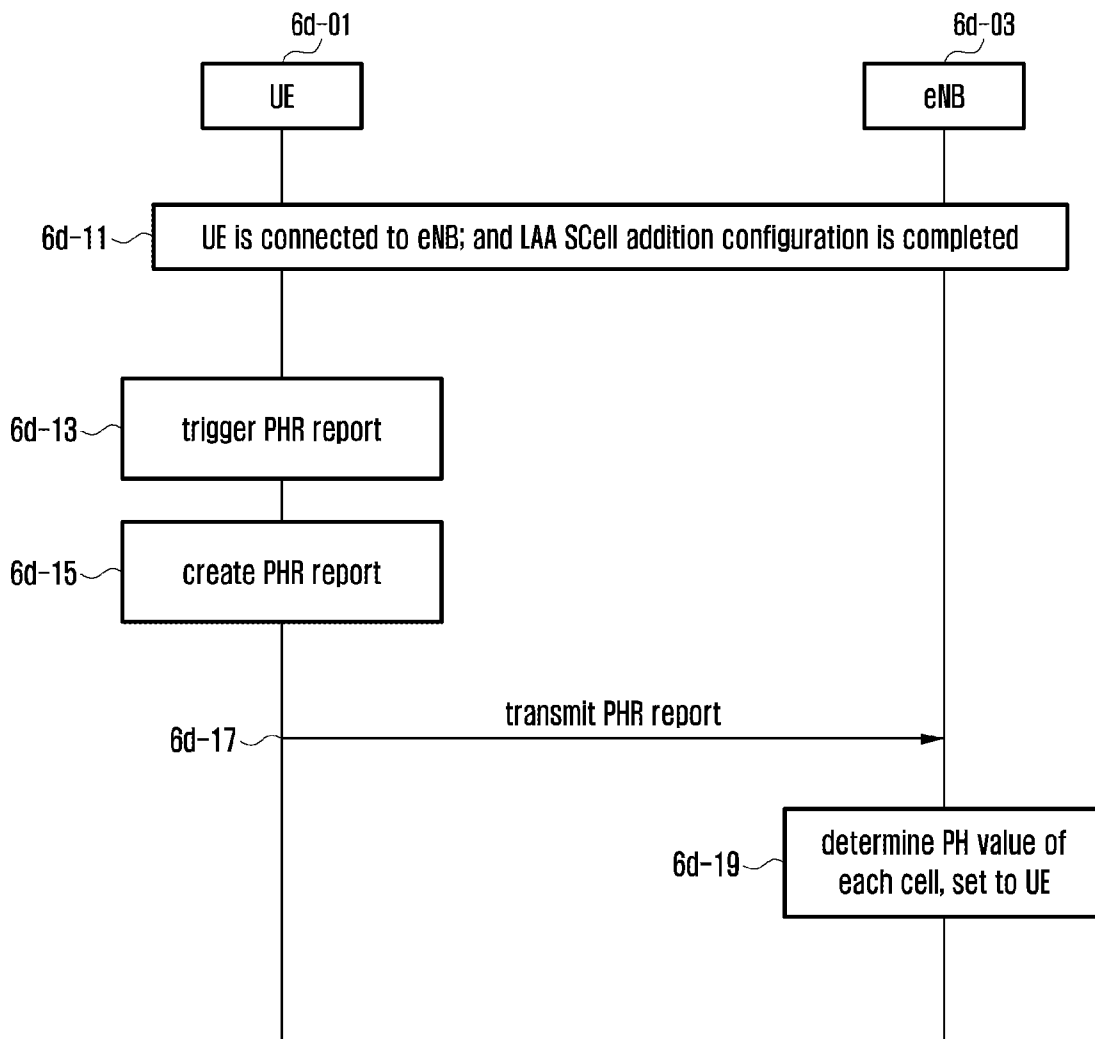 6d-01
6d-03
UE
eNB
6d-11
UE is connected to eNB; and LAA SCell addition configuration is completed
6d-13
trigger PHR report
6d-15
create PHR report
6d-17
transmit PHR report
6d-19
determine PH value of
each cell, set to UE